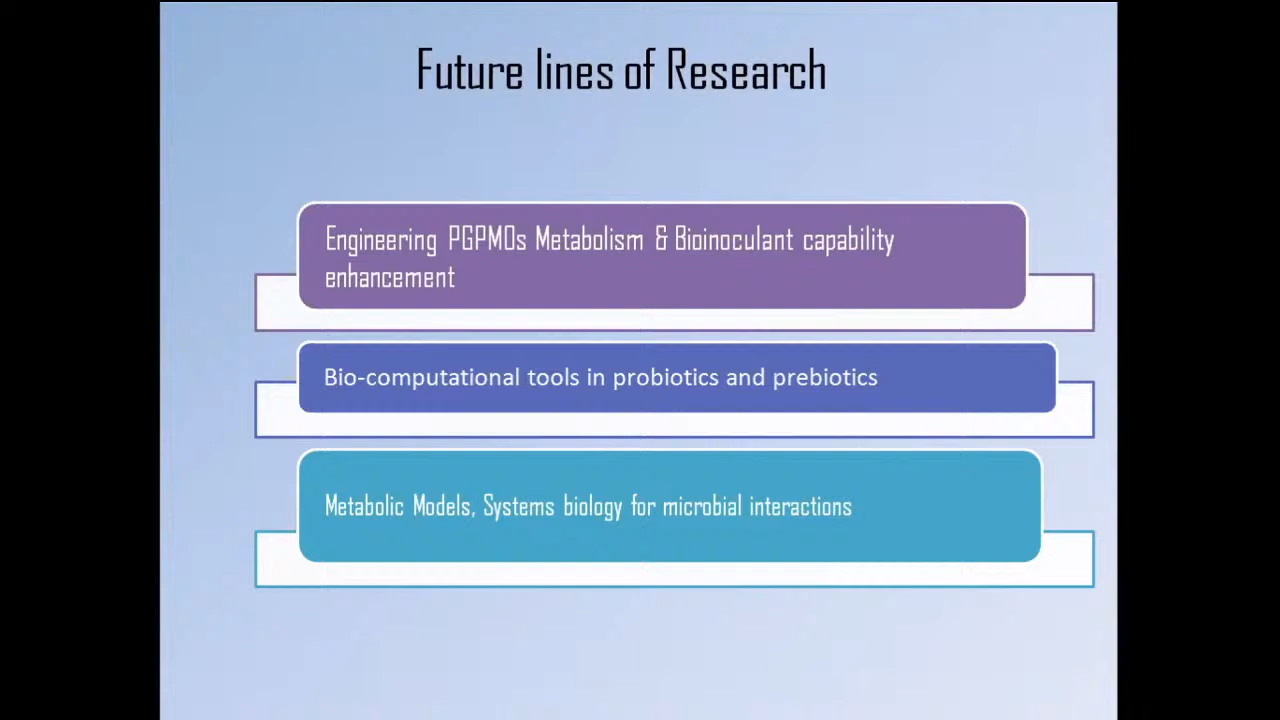 Future lines of Research
Engineering PGPMOs Metabolism & Bioinoculant capability
enhancement
Bio-computational tools in probiotics and prebiotics
Metabolic Models, Systems biology for microbial interactions